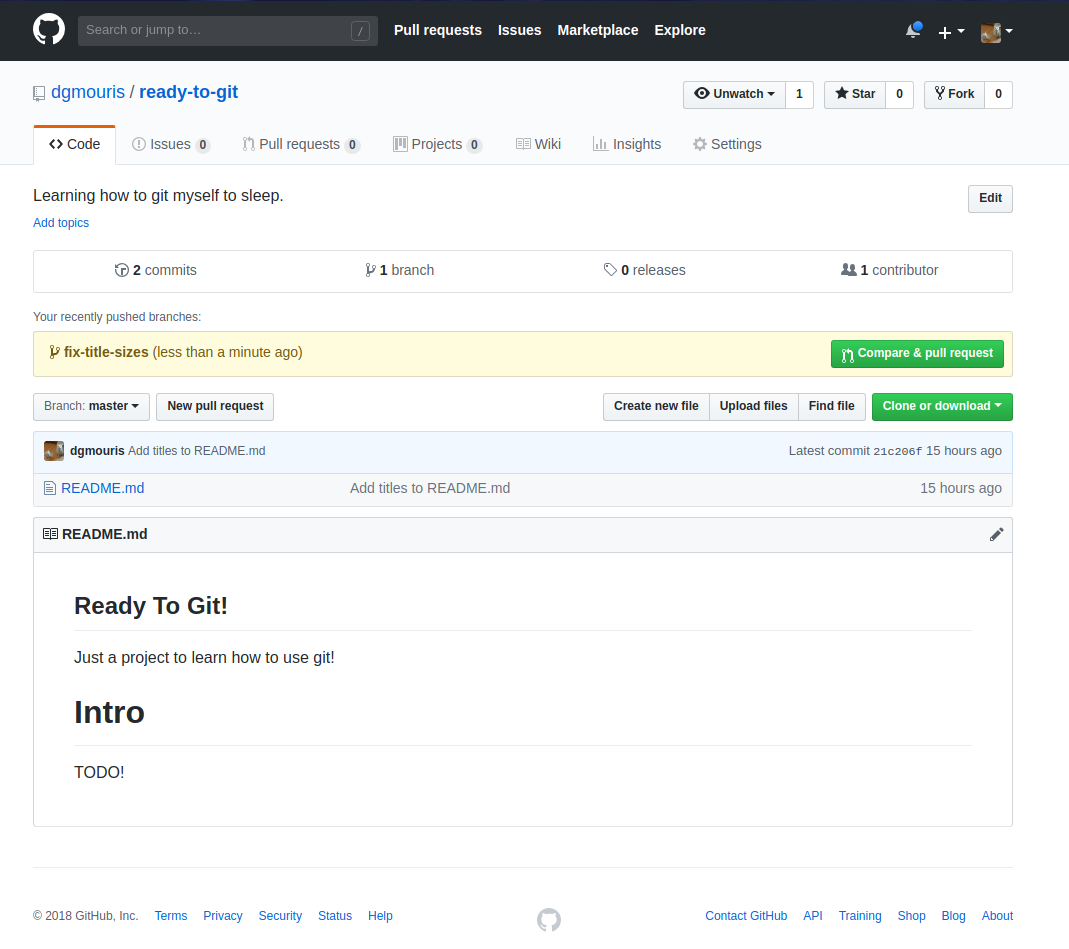 Search or jump to… / Pull requests Issues Marketplace Explore
dgmouris / ready-to-git Unwatch 1 Star 0 Fork 0
Code Issues 0 Pull requests 0 Projects 0 Wiki Insights Settings
Learning how to git myself to sleep. Edit
Add topics
2 commits 1 branch 0 releases 1 contributor
Your recently pushed branches:
fix-title-sizes (less than a minute ago) Compare & pull request
Branch: master New pull request Create new file Upload files Find file Clone or download
dgmouris Add titles to README.md Latest commit 21c206f 15 hours ago
README.md Add titles to README.md 15 hours ago
README.md
Ready To Git!
Just a project to learn how to use git!
Intro
TODO!
© 2018 GitHub, Inc. Terms Privacy Security Status Help Contact GitHub API Training Shop Blog About